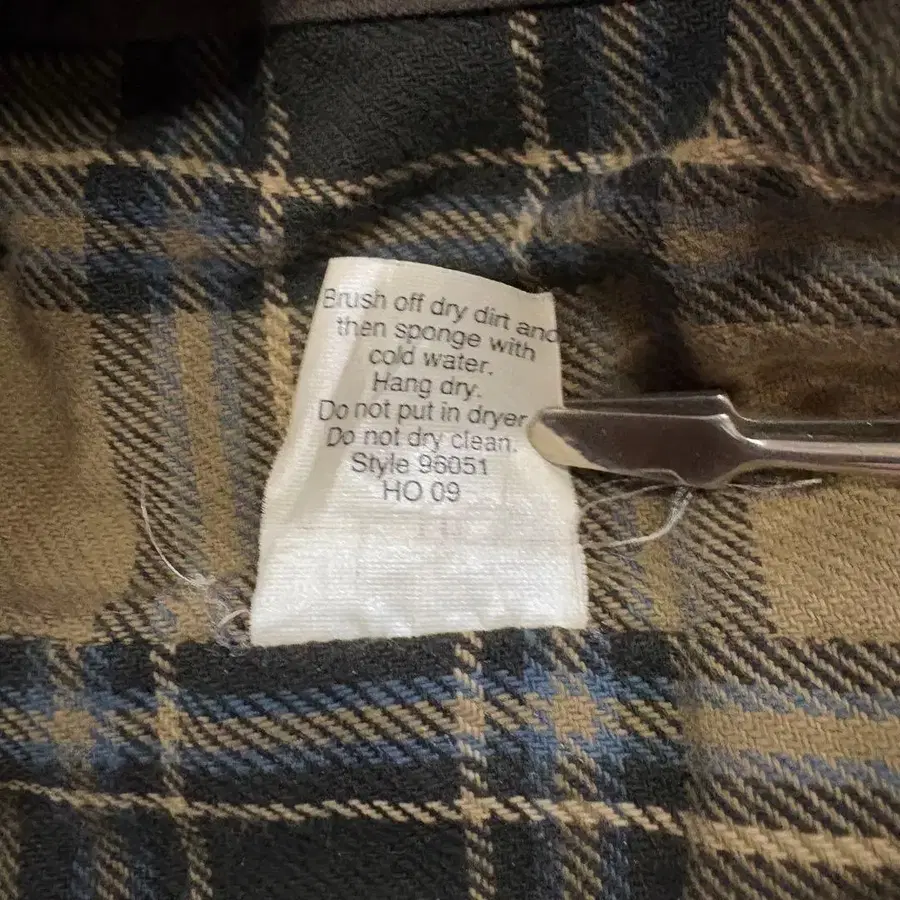 Brush off dry dirt and
then sponge with
cold water.
Hang dry.
Do not put in dryer
Do not dry clean.
Style 96051
HO 09